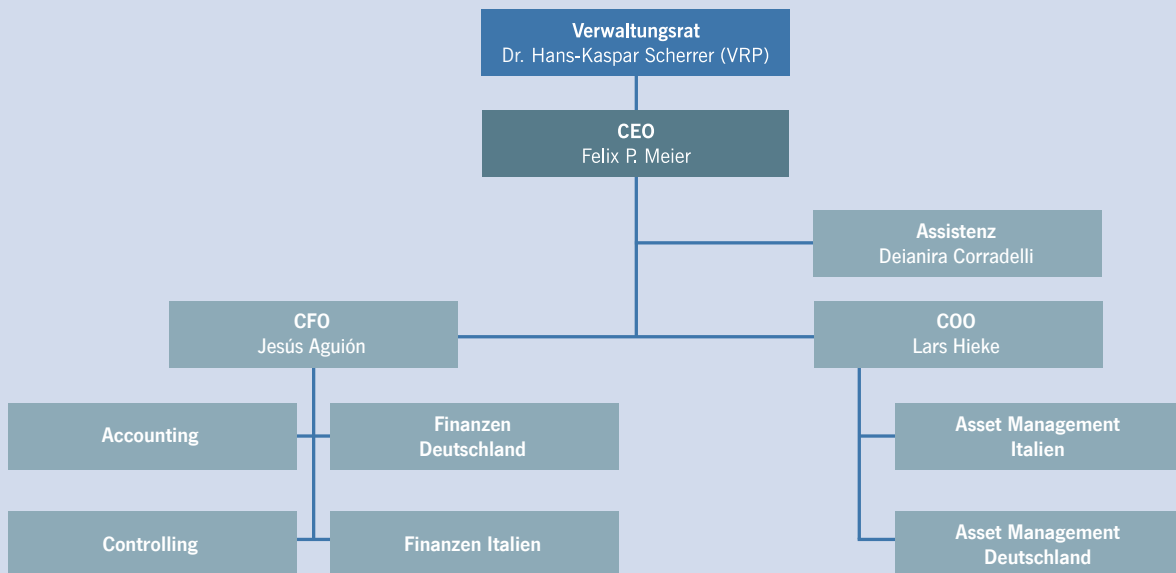 Verwaltungsrat
Dr. Hans-Kaspar Scherrer (VRP)
CEO
Felix P. Meier
Assistenz
Deianira Corradelli
CFO
Jesús Aguión
COO
Lars Hieke
Accounting
Finanzen
Deutschland
Asset Management
Italien
Controlling
Finanzen Italien
Asset Management
Deutschland